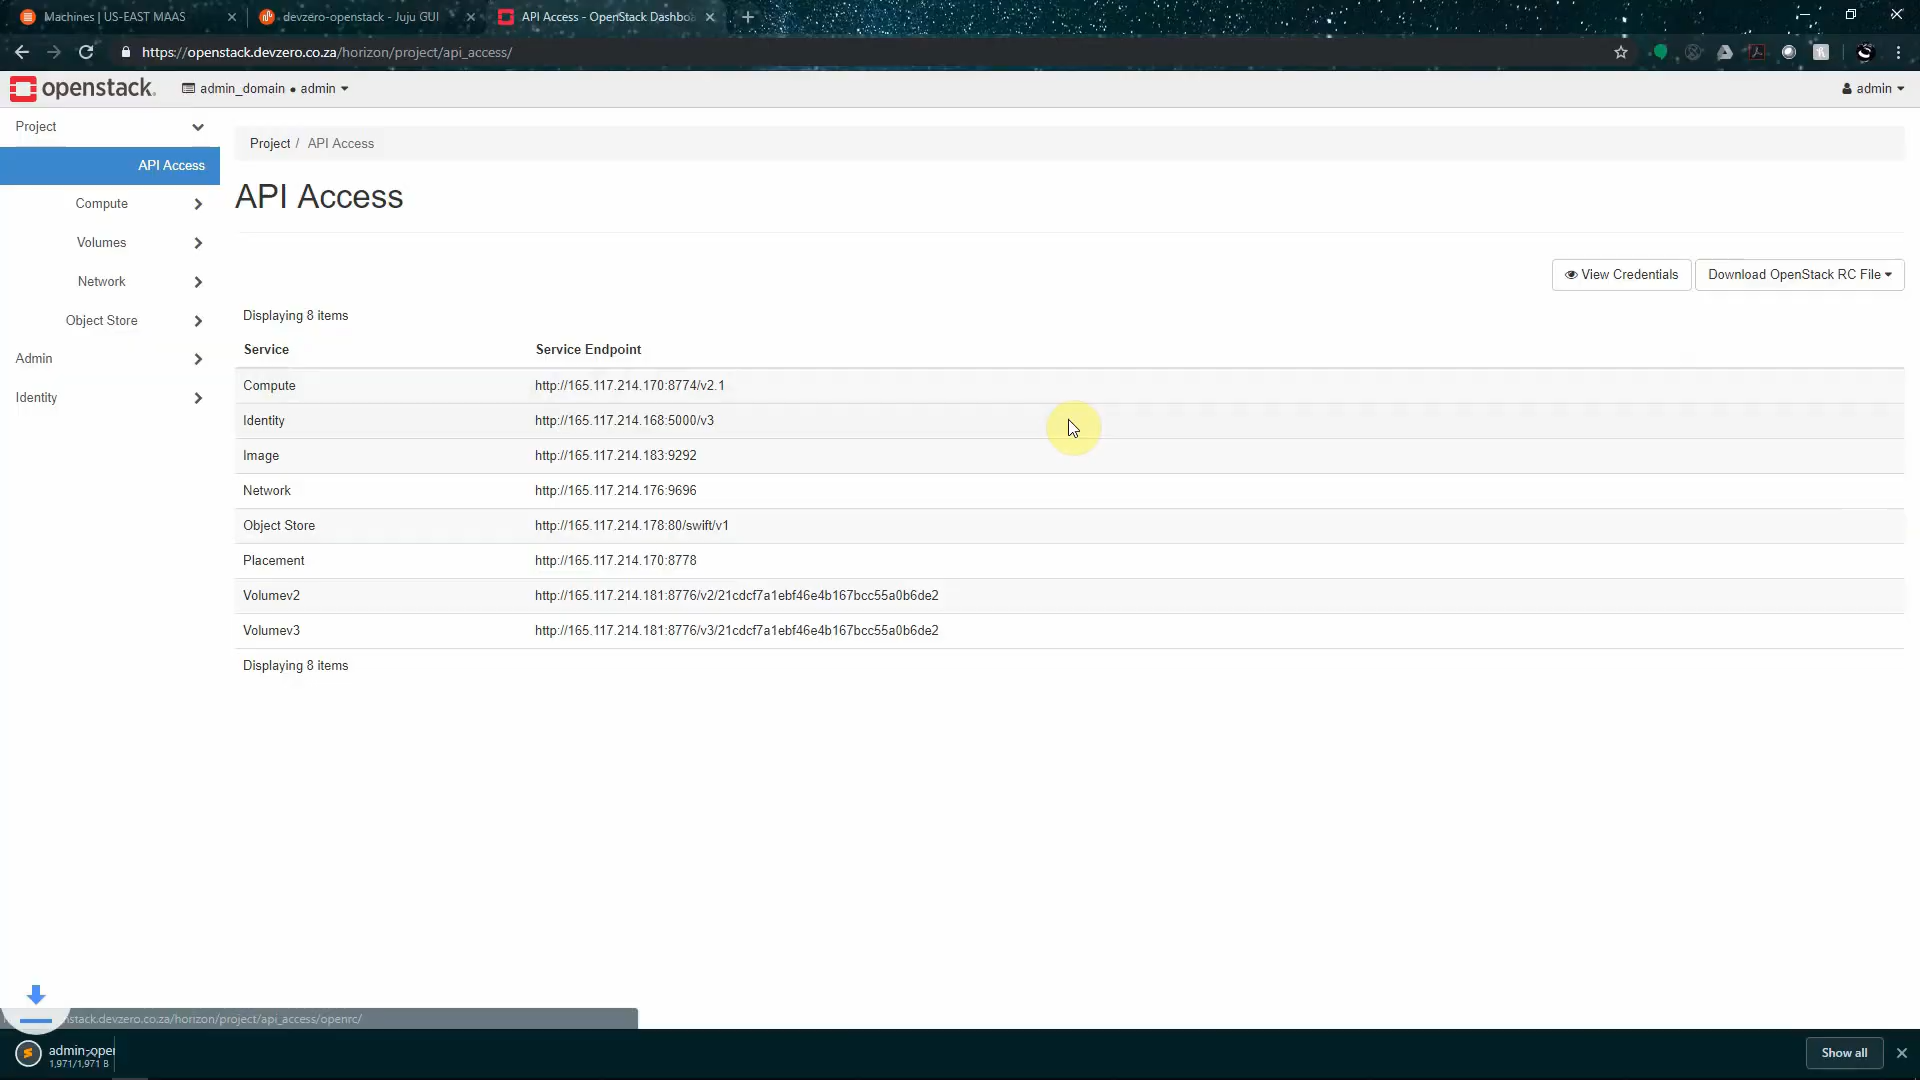 Machines | US-EAST MAAS
devzero-openstack - Juju GUI
API Access - OpenStack Dashbo
https://openstack.devzero.co.za/horizon/project/api_access/
openstack.
admin_domain • admin
admin
Project
API Access
Compute
Volumes
Network
Object Store
Admin
Identity
Project / API Access
API Access
View Credentials
Download OpenStack RC File
Displaying 8 items
Service Service Endpoint
Compute http://165.117.214.170:8774/v2.1
Identity http://165.117.214.168:5000/v3
Image http://165.117.214.183:9292
Network http://165.117.214.176:9696
Object Store http://165.117.214.178:80/swift/v1
Placement http://165.117.214.170:8778
Volumev2 http://165.117.214.181:8776/v2/21cdcf7a1ebf46e4b167bcc55a0b6de2
Volumev3 http://165.117.214.181:8776/v3/21cdcf7a1ebf46e4b167bcc55a0b6de2
Displaying 8 items
nstack.devzero.co.za/horizon/project/api_access/openrc/
admin-oper
1,971/1,971 B
Show all